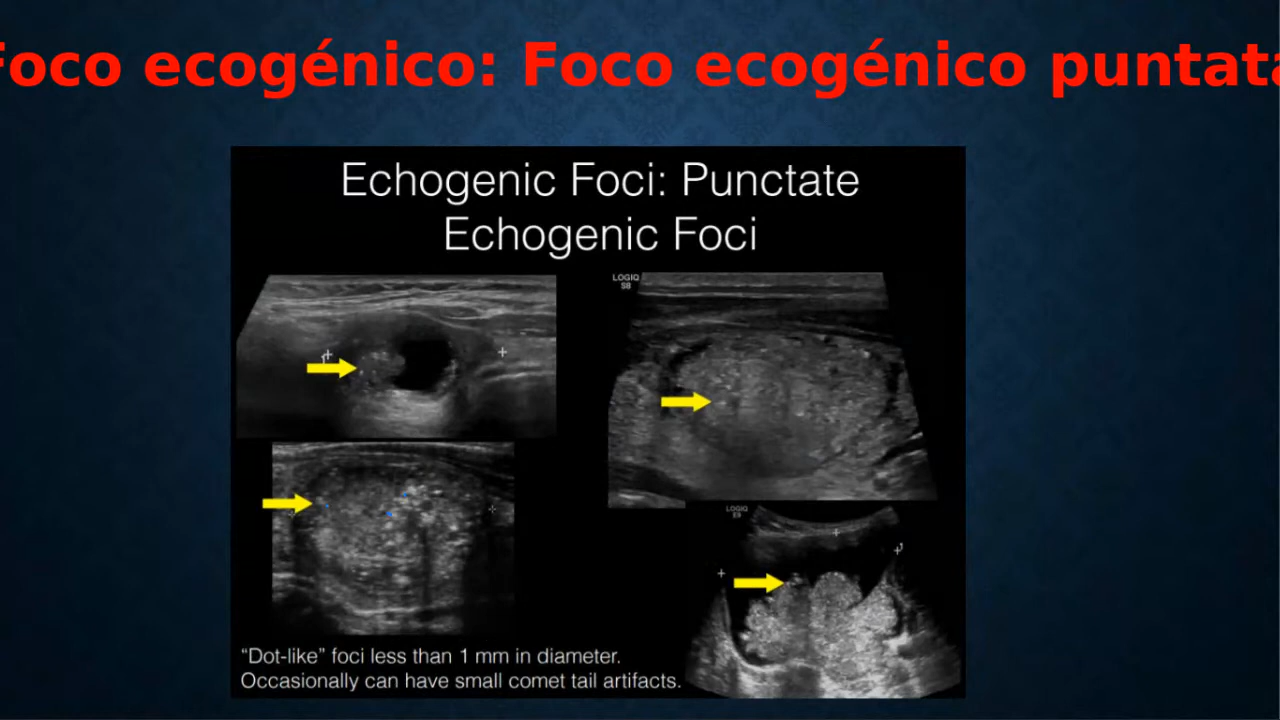 foco ecogénico: Foco ecogénico puntata
Echogenic Foci: Punctate
Echogenic Foci
LOGIQ
S8
LOGIQ
E9
“Dot-like” foci less than 1 mm in diameter.
Occasionally can have small comet tail artifacts.